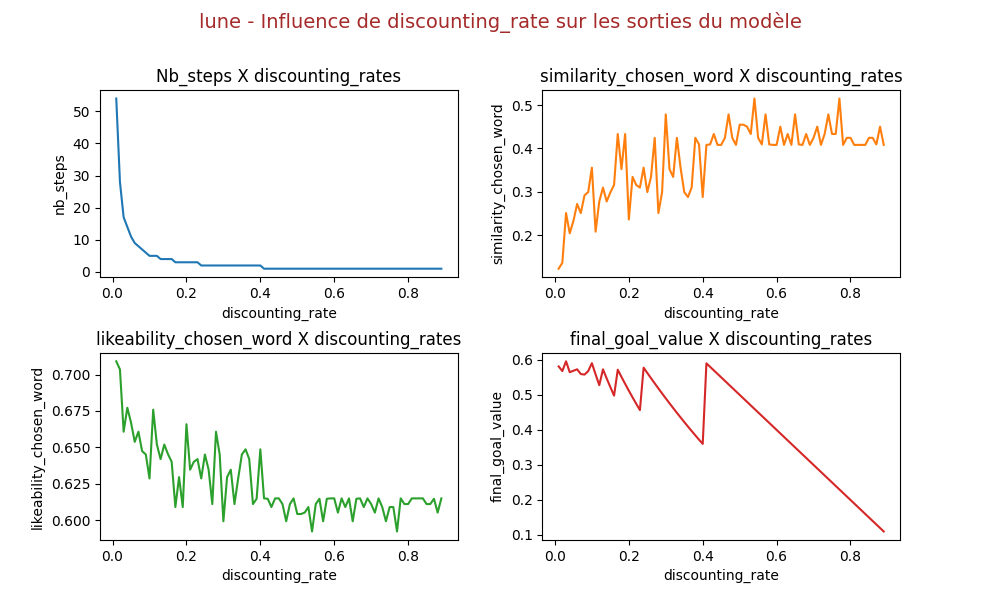 lune - Influence de discounting_rate sur les sorties du modèle
Nb_steps X discounting_rates
nb_steps
50
40
30
20
10
0
0.0 0.2 0.4 0.6 0.8
discounting_rate
similarity_chosen_word X discounting_rates
similarity_chosen_word
0.5
0.4
0.3
0.2
0.0 0.2 0.4 0.6 0.8
discounting_rate
likeability_chosen_word X discounting_rates
likeability_chosen_word
0.700
0.675
0.650
0.625
0.600
0.0 0.2 0.4 0.6 0.8
discounting_rate
final_goal_value X discounting_rates
final_goal_value
0.6
0.5
0.4
0.3
0.2
0.1
0.0 0.2 0.4 0.6 0.8
discounting_rate